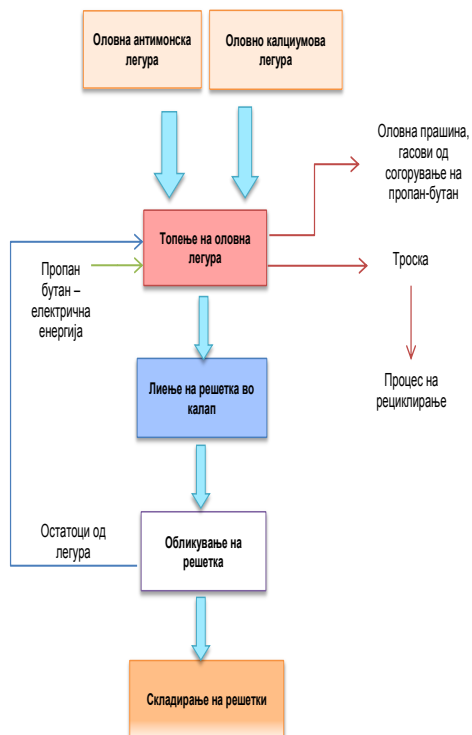 Оловна антимонска
легура
Оловно калциумова
легура
Оловна прашина,
гасови од
согорување на
пропан-бутан
Топење на оловна
легура
Троска
Пропан
бутан –
електрична
енергија
Процес на
рециклирање
Лиење на решетка во
калап
Остатоци од
легура
Обликување на
решетка
Складирање на решетки